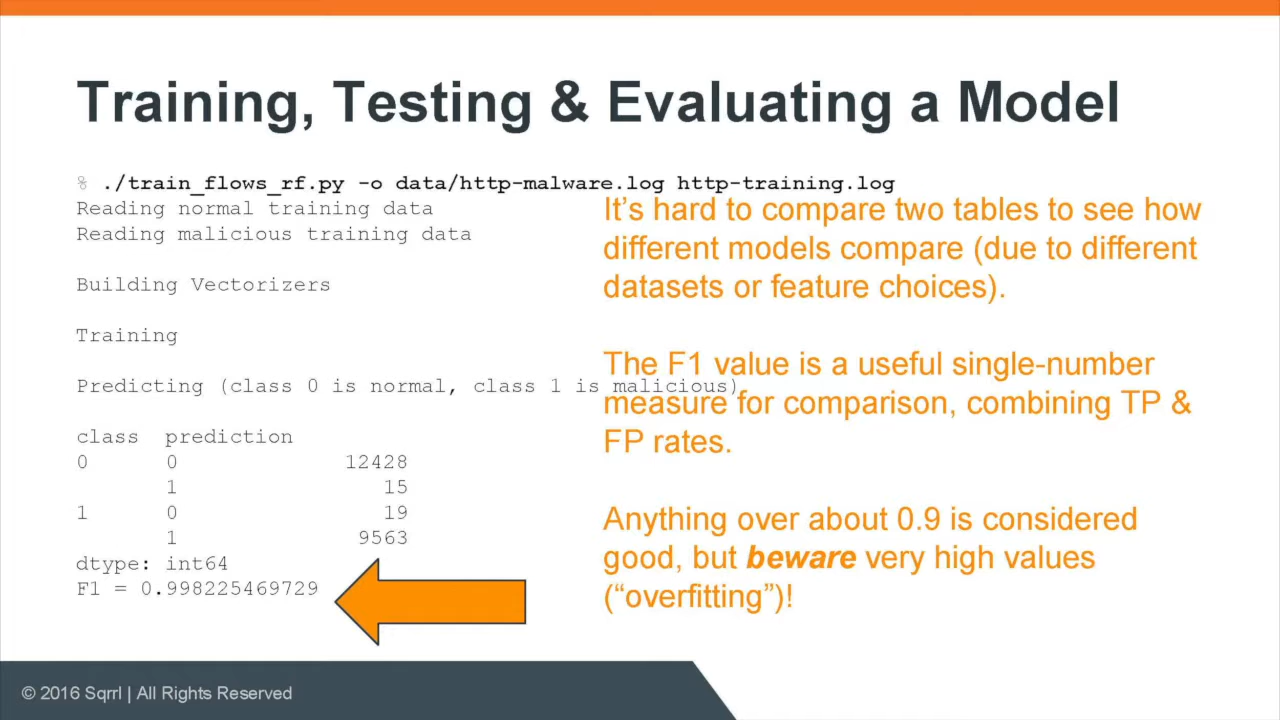 Training, Testing & Evaluating a Model
% ./train_flows_rf.py -o data/http-malware.log http-training.log
Reading normal training data
Reading malicious training data
Building Vectorizers
Training
Predicting (class 0 is normal, class 1 is malicious)
class prediction
0 0 12428
1 15
1 0 19
1 9563
dtype: int64
F1 = 0.998225469729
It's hard to compare two tables to see how
different models compare (due to different
datasets or feature choices).
The F1 value is a useful single-number
measure for comparison, combining TP &
FP rates.
Anything over about 0.9 is considered
good, but beware very high values
(“overfitting”)!
© 2016 Sqrrl | All Rights Reserved